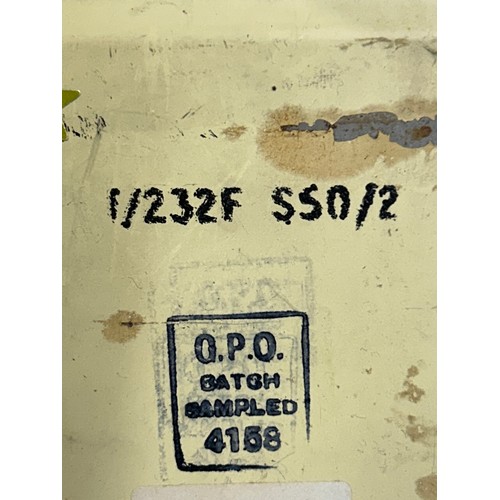 1/232F SS0/2
G.P.O.
BATCH
SAMPLED
4158